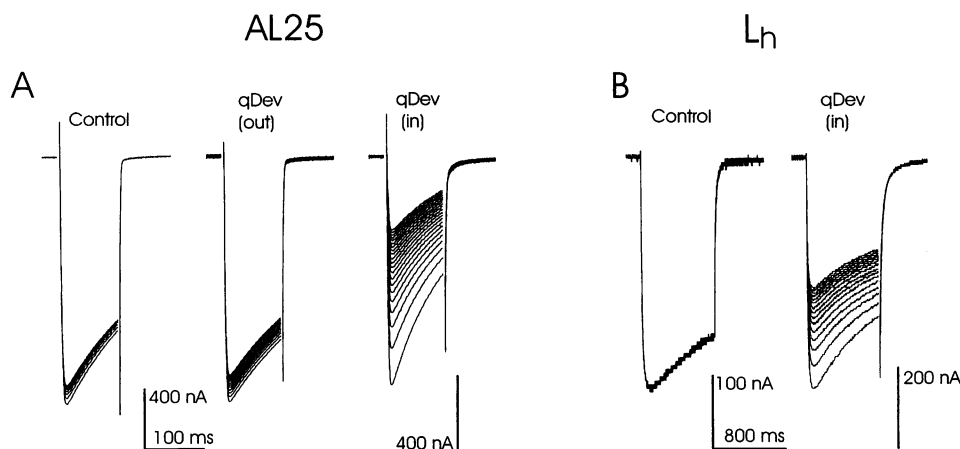 AL25
Lh
A
Control
qDev
(out)
qDev
(in)
400 nA
100 ms
400 nA
B
Control
qDev
(in)
100 nA
800 ms
200 nA